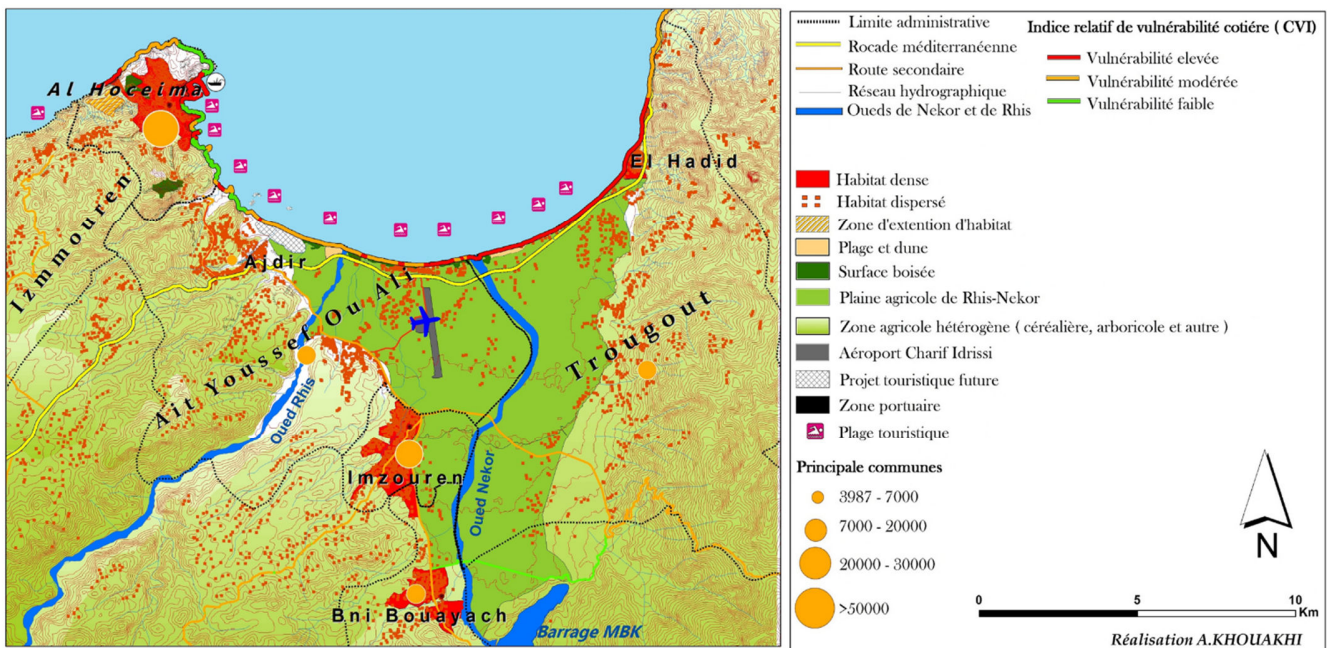 Al Hoceima
El Hadid
Izmmouren
Ajdir
Ait Youssef Ou Ali
Trougout
Oued Rhis
Imzouren
Oued Nekor
Bni Bouayach
Barrage MBK
Limite administrative
Rocade méditerranéenne
Route secondaire
Réseau hydrographique
Oueds de Nekor et de Rhis
Indice relatif de vulnérabilité cotiére ( CVI)
Vulnérabilité elevée
Vulnérabilité modérée
Vulnérabilité faible
Habitat dense
Habitat dispersé
Zone d'extention d'habitat
Plage et dune
Surface boisée
Plaine agricole de Rhis-Nekor
Zone agricole hétérogène ( céréalière, arboricole et autre )
Aéroport Charif Idrissi
Projet touristique future
Zone portuaire
Plage touristique
Principale communes
3987 - 7000
7000 - 20000
20000 - 30000
>50000
N
0 5 10
Km
Réalisation A.KHOUAKHI